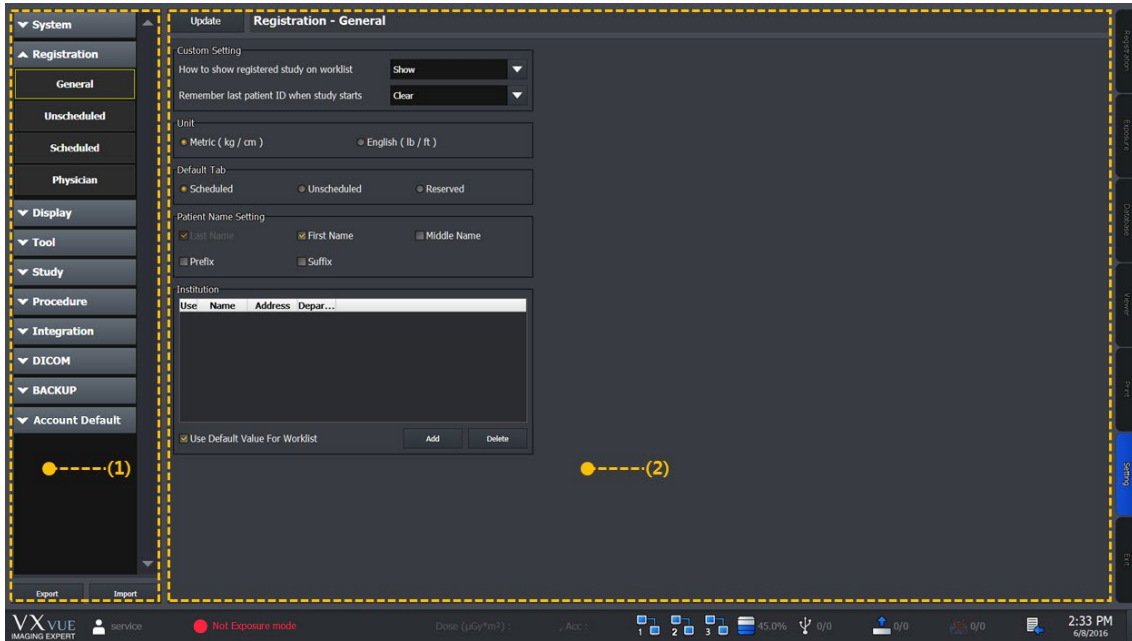 System
Registration
General
Unscheduled
Scheduled
Physician
Display
Tool
Study
Procedure
Integration
DICOM
BACKUP
Account Default
(1)
Export Import
Update Registration - General
Custom Setting
How to show registered study on worklist Show
Remember last patient ID when study starts Clear
Unit
Metric ( kg / cm ) English ( lb / ft )
Default Tab
Scheduled Unscheduled Reserved
Patient Name Setting
Last Name First Name Middle Name
Prefix Suffix
Institution
Use Name Address Depar...
Use Default Value For Worklist Add Delete
(2)
Registration
Exposure
Database
Viewer
Print
Setting
Exit
VXVUE
IMAGING EXPERT
service
Not Exposure mode
Dose (μGy*m²) : , Acc :
1 2 3 45.0% 0/0 0/0 0/0
2:33 PM
6/8/2016